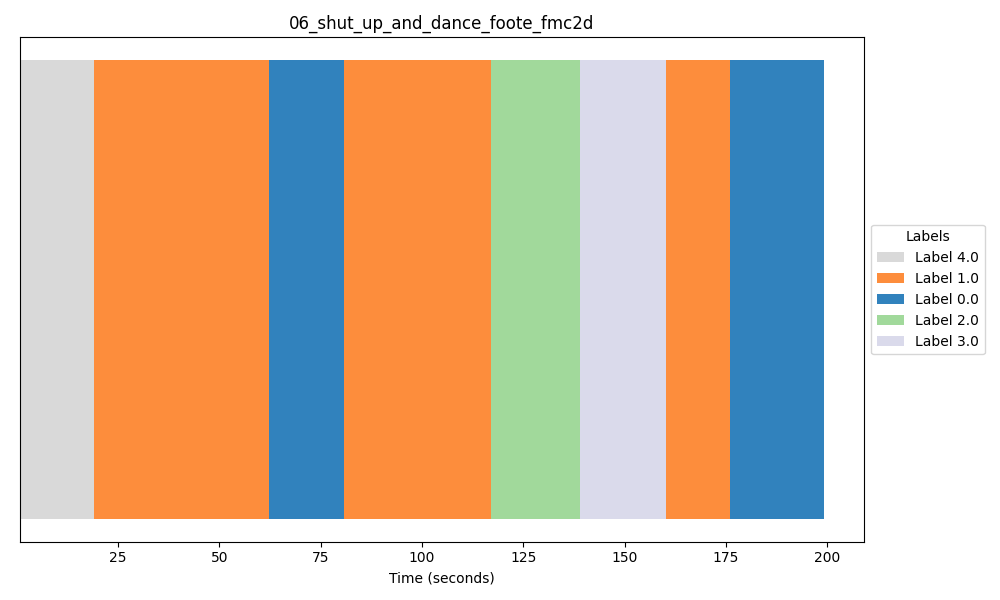 06_shut_up_and_dance_foote_fmc2d
Labels
Label 4.0
Label 1.0
Label 0.0
Label 2.0
Label 3.0
25 50 75 100 125 150 175 200
Time (seconds)